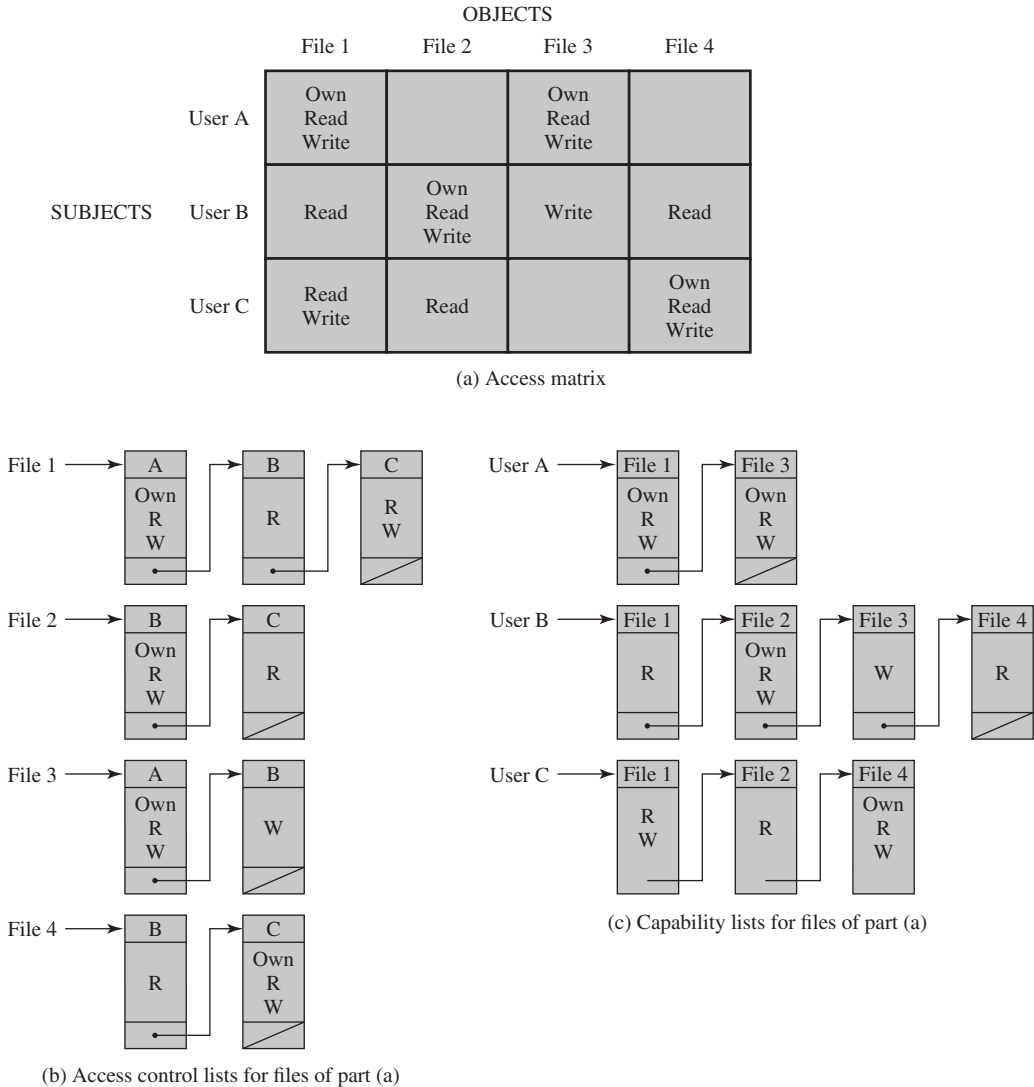 OBJECTS
File 1 File 2 File 3 File 4
SUBJECTS
User A
Own
Read
Write
Own
Read
Write
User B
Read
Own
Read
Write
Write
Read
User C
Read
Write
Read
Own
Read
Write
(a) Access matrix
File 1
A
Own
R
W
B
R
C
R
W
File 2
B
Own
R
W
C
R
File 3
A
Own
R
W
B
W
File 4
B
R
C
Own
R
W
(b) Access control lists for files of part (a)
User A
File 1
Own
R
W
File 3
Own
R
W
User B
File 1
R
File 2
Own
R
W
File 3
W
File 4
R
User C
File 1
R
W
File 2
R
File 4
Own
R
W
(c) Capability lists for files of part (a)